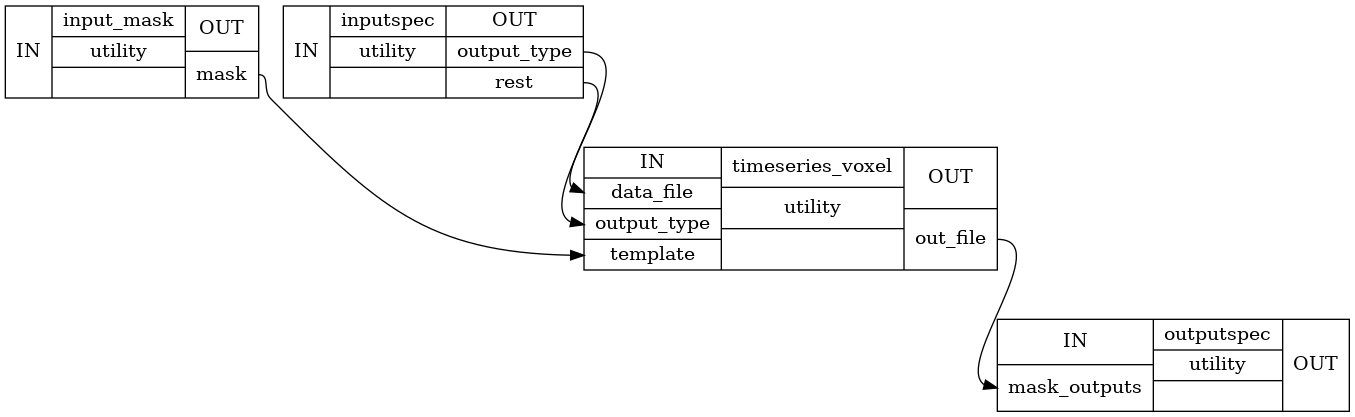 IN
input_mask
utility
OUT
mask
IN
inputspec
utility
OUT
output_type
rest
IN
data_file
output_type
template
timeseries_voxel
utility
OUT
out_file
IN
mask_outputs
outputspec
utility
OUT